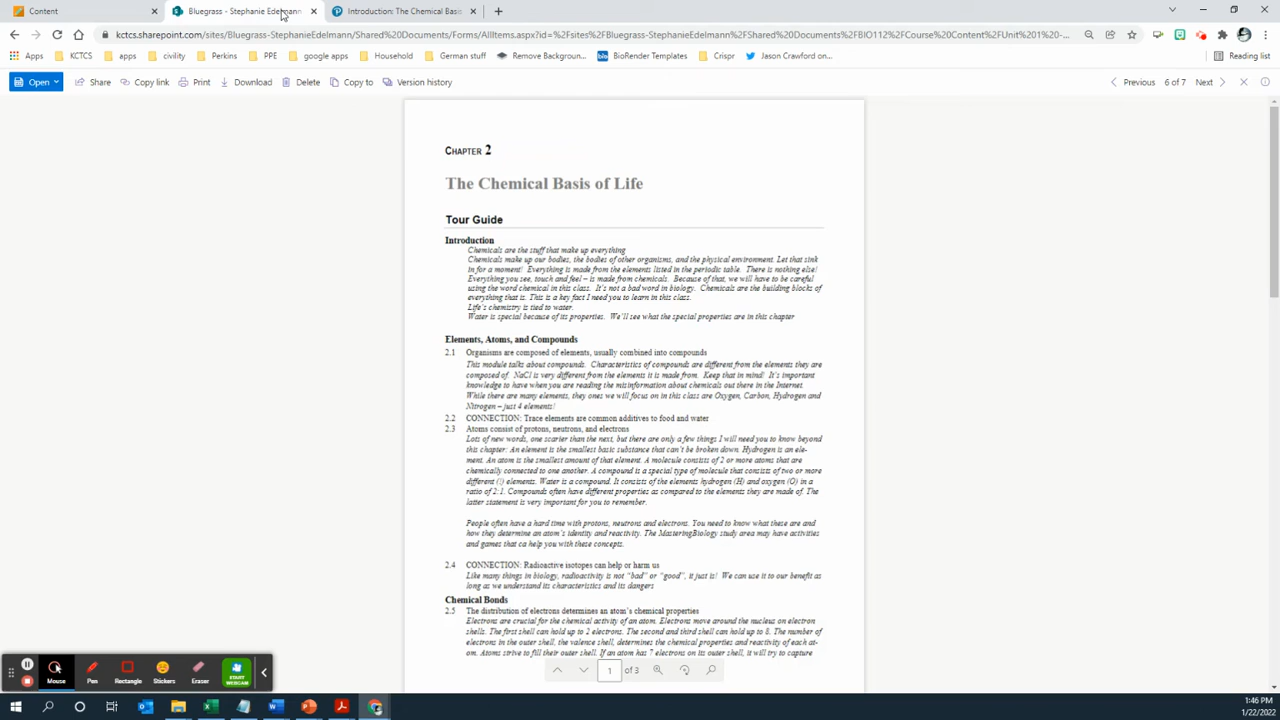 Content
Bluegrass - Stephanie Edelmann
Introduction: The Chemical Basis
kctcs.sharepoint.com/sites/Bluegrass-StephanieEdelmann/Shared%20Documents/Forms/AllItems.aspx?id=%2Fsites%2FBluegrass-StephanieEdelmann%2FShared%20Documents%2FBIO112%2FCourse%20Content%2FUnit%201%20-%20...
Apps KCTCS apps civility Perkins PPE google apps Household German stuff Remove Background... BioRender Templates Crispr Jason Crawford on... Reading list
Open Share Copy link Print Download Delete Copy to Version history Previous 6 of 7 Next
CHAPTER 2
The Chemical Basis of Life
Tour Guide
Introduction
Chemicals are the stuff that make up everything
Chemicals make up our bodies, the bodies of other organisms, and the physical environment. Let that sink
in for a moment! Everything is made from the elements listed in the periodic table. There is nothing else!
Everything you see, touch and feel – is made from chemicals. Because of that, we will have to be careful
using the word chemical in this class. It's not a bad word in biology. Chemicals are the building blocks of
everything that is. This is a key fact I need you to learn in this class.
Life's chemistry is tied to water.
Water is special because of its properties. We'll see what the special properties are in this chapter
Elements, Atoms, and Compounds
2.1 Organisms are composed of elements, usually combined into compounds
This module talks about compounds. Characteristics of compounds are different from the elements they are
composed of. NaCl is very different from the elements it is made from. Keep that in mind! It's important
knowledge to have when you are reading the misinformation about chemicals out there in the Internet.
While there are many elements, they ones we will focus on in this class are Oxygen, Carbon, Hydrogen and
Nitrogen – just 4 elements!
2.2 CONNECTION: Trace elements are common additives to food and water
2.3 Atoms consist of protons, neutrons, and electrons
Lots of new words, one scarier than the next, but there are only a few things I will need you to know beyond
this chapter: An element is the smallest basic substance that can't be broken down. Hydrogen is an ele-
ment. An atom is the smallest amount of that element. A molecule consists of 2 or more atoms that are
chemically connected to one another. A compound is a special type of molecule that consists of two or more
different (!) elements. Water is a compound. It consists of the elements hydrogen (H) and oxygen (O) in a
ratio of 2:1. Compounds often have different properties as compared to the elements they are made of. The
latter statement is very important for you to remember.
People often have a hard time with protons, neutrons and electrons. You need to know what these are and
how they determine an atom's identity and reactivity. The MasteringBiology study area may have activities
and games that ca help you with these concepts.
2.4 CONNECTION: Radioactive isotopes can help or harm us
Like many things in biology, radioactivity is not "bad" or "good", it just is! We can use it to our benefit as
long as we understand its characteristics and its dangers
Chemical Bonds
2.5 The distribution of electrons determines an atom's chemical properties
Electrons are crucial for the chemical activity of an atom. Electrons move around the nucleus on electron
shells. The first shell can hold up to 2 electrons. The second and third shell can hold up to 8. The number of
electrons in the outer shell, the valence shell, determines the chemical properties and reactivity of each at-
om. Atoms strive to fill their outer shell. If an atom has 7 electrons on its outer shell, it will try to capture
1 of 3
Mouse Pen Rectangle Stickers Eraser START WEBCAM
1:46 PM
1/22/2022